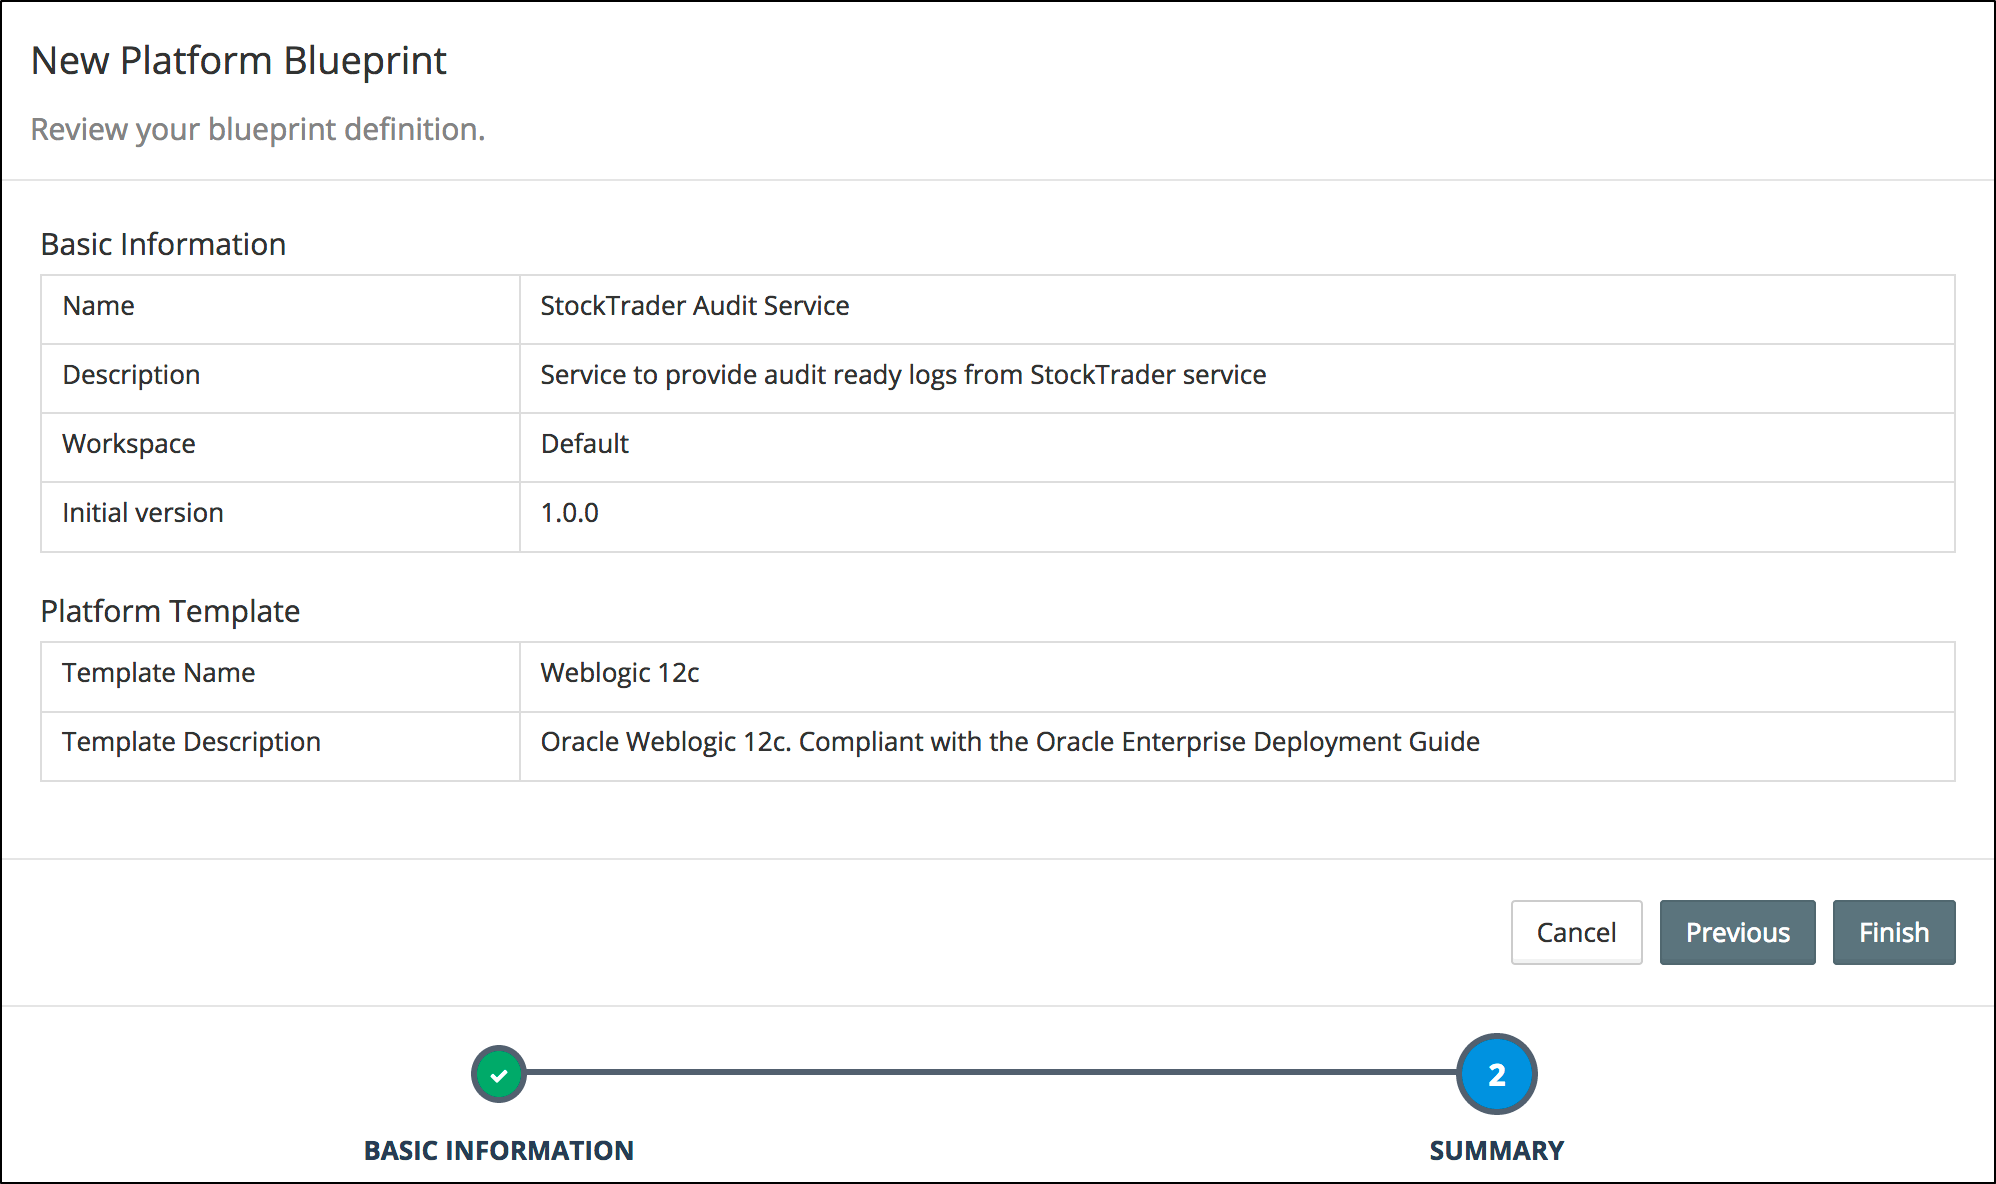 New Platform Blueprint
Review your blueprint definition.
Basic Information
Name StockTrader Audit Service
Description Service to provide audit ready logs from StockTrader service
Workspace Default
Initial version 1.0.0
Platform Template
Template Name Weblogic 12c
Template Description Oracle Weblogic 12c. Compliant with the Oracle Enterprise Deployment Guide
Cancel Previous Finish
2
BASIC INFORMATION SUMMARY